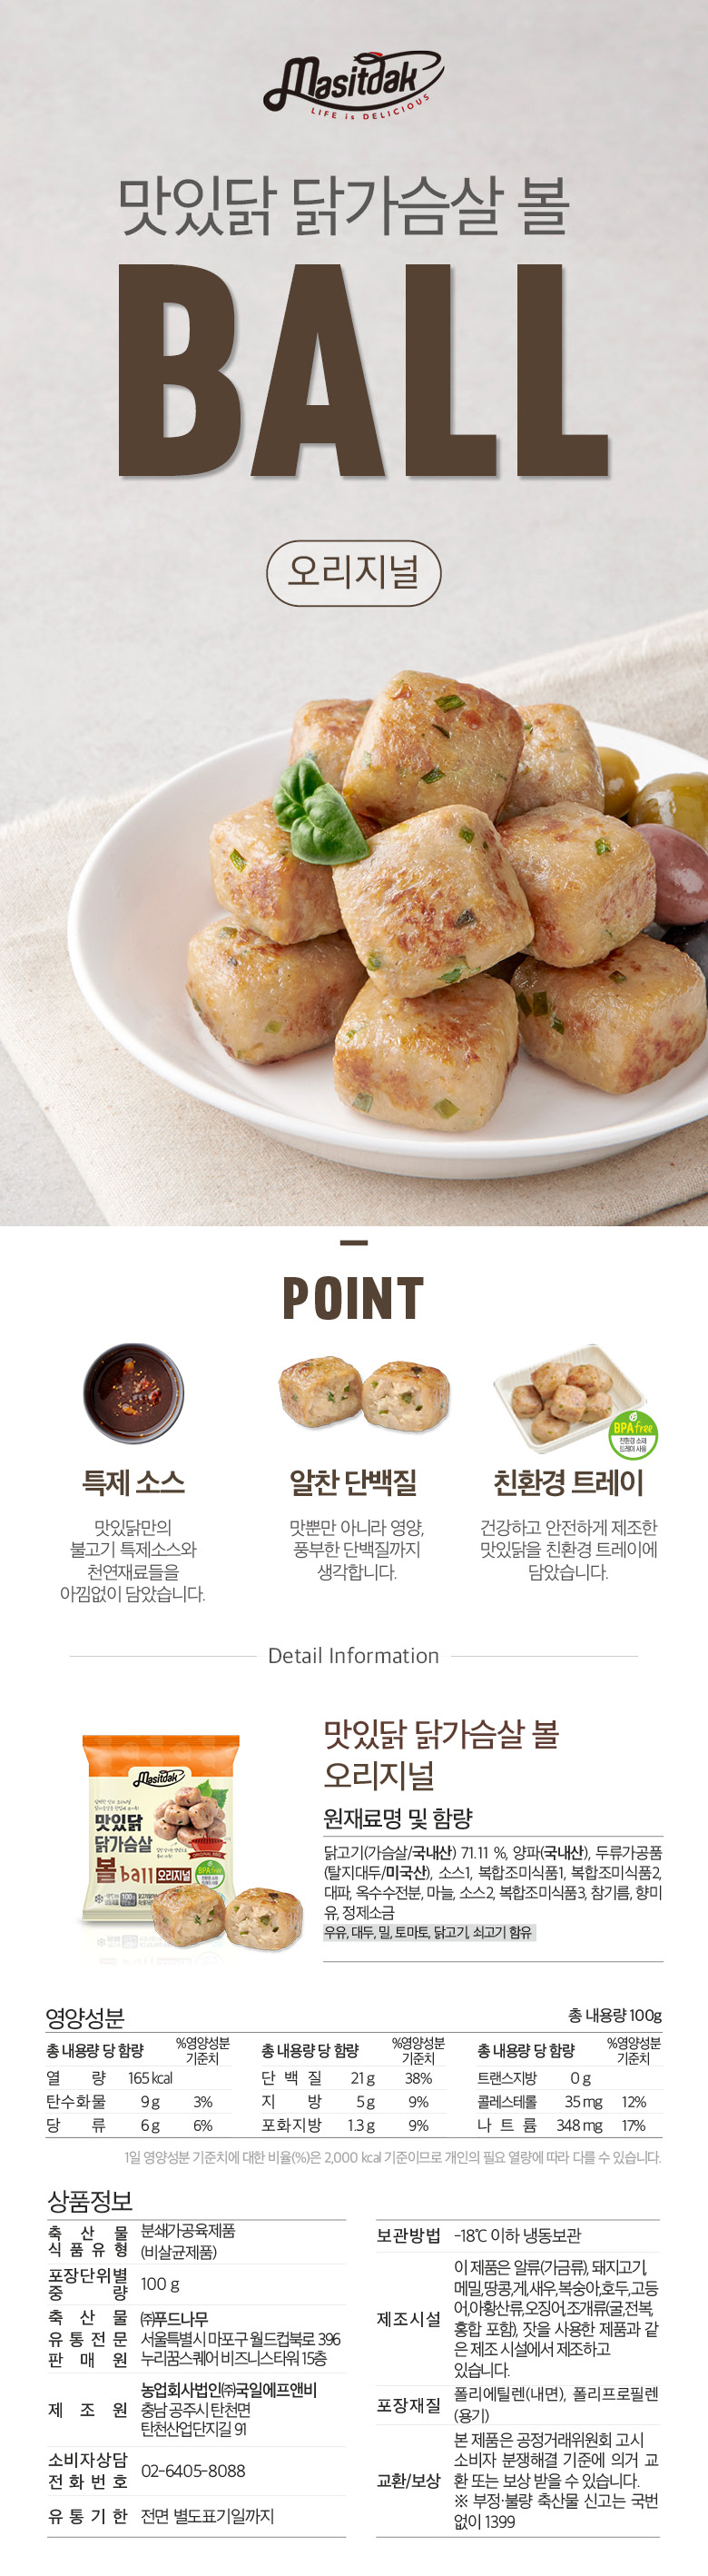 Masitdak
LIFE is DELICIOUS
맛있닭 닭가슴살 볼
BALL
오리지널
POINT
BPA free
친환경 소재
트레이 사용
특제 소스
맛있닭만의
불고기 특제소스와
천연재료들을
아낌없이 담았습니다.
알찬 단백질
맛뿐만 아니라 영양,
풍부한 단백질까지
생각합니다.
친환경 트레이
건강하고 안전하게 제조한
맛있닭을 친환경 트레이에
담았습니다.
Detail Information
Masitdak
맛있닭
닭가슴살
볼 ball 오리지널
BPA free
100 g
맛있닭 닭가슴살 볼
오리지널
원재료명 및 함량
닭고기(가슴살/국내산) 71.11 %, 양파(국내산), 두류가공품
(탈지대두/미국산), 소스1, 복합조미식품1, 복합조미식품2,
대파, 옥수수전분, 마늘, 소스2, 복합조미식품3, 참기름, 향미
유, 정제소금
우유, 대두, 밀, 토마토, 닭고기, 쇠고기 함유
영양성분 총 내용량 100g
총 내용량 당 함량 %영양성분 기준치 총 내용량 당 함량 %영양성분 기준치 총 내용량 당 함량 %영양성분 기준치
열 량 165 kcal 단 백 질 21 g 38% 트랜스지방 0 g
탄수화물 9 g 3% 지 방 5 g 9% 콜레스테롤 35 mg 12%
당 류 6 g 6% 포화지방 1.3 g 9% 나 트 륨 348 mg 17%
1일 영양성분 기준치에 대한 비율(%)은 2,000 kcal 기준이므로 개인의 필요 열량에 따라 다를 수 있습니다.
상품정보
축 산 물
식 품 유 형
분쇄가공육제품
(비살균제품)
포장단위별
중 량
100 g
축 산 물
유 통 전 문
판 매 원
㈜푸드나무
서울특별시 마포구 월드컵북로 396
누리꿈스퀘어 비즈니스타워 15층
제 조 원
농업회사법인㈜국일에프앤비
충남 공주시 탄천면
탄천산업단지길 91
소비자상담
전 화 번 호
02-6405-8088
유 통 기 한 전면 별도표기일까지
보관방법 -18℃ 이하 냉동보관
제조시설
이 제품은 알류(가금류), 돼지고기,
메밀,땅콩,게,새우,복숭아,호두,고등
어,아황산류,오징어,조개류(굴,전복,
홍합 포함), 잣을 사용한 제품과 같
은 제조 시설에서 제조하고
있습니다.
포장재질
폴리에틸렌(내면), 폴리프로필렌
(용기)
교환/보상
본 제품은 공정거래위원회 고시
소비자 분쟁해결 기준에 의거 교
환 또는 보상 받을 수 있습니다.
※ 부정·불량 축산물 신고는 국번
없이 1399